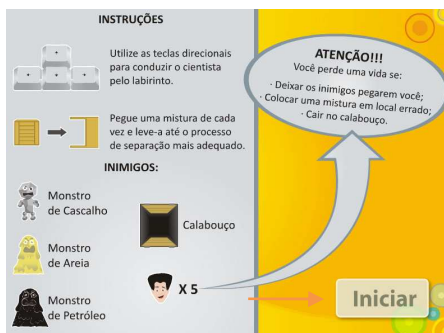 INSTRUÇÕES
Utilize as teclas direcionais
para conduzir o cientista
pelo labirinto.
Pegue uma mistura de cada
vez e leve-a até o processo
de separação mais adequado.
INIMIGOS:
Monstro
de Cascalho
Monstro
de Areia
Monstro
de Petróleo
Calabouço
X 5
ATENÇÃO!!!
Você perde uma vida se:
· Deixar os inimigos pegarem você;
· Colocar uma mistura em local errado;
· Cair no calabouço.
Iniciar